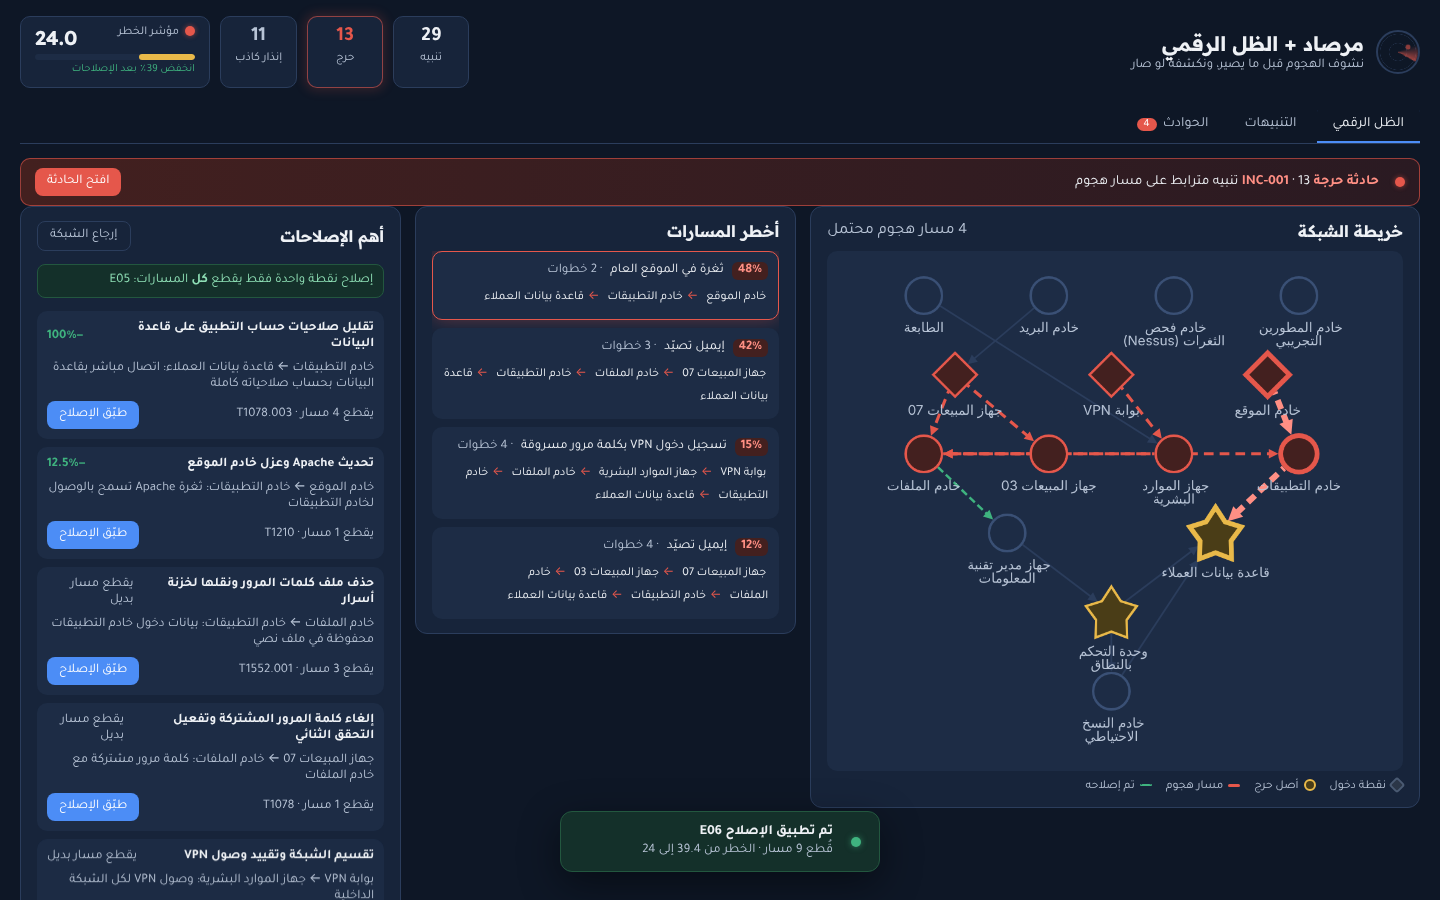 مرصاد + الظل الرقمي
نشوف الهجوم قبل ما يصير، ونكشفه لو صار
29
تنبيه
13
حرج
11
إنذار كاذب
مؤشر الخطر
24.0
انخفض 39٪ بعد الإصلاحات
الظل الرقمي
التنبيهات
الحوادث 4
حادثة حرجة INC-001 · 13 تنبيه مترابط على مسار هجوم
افتح الحادثة
خريطة الشبكة
4 مسار هجوم محتمل
خادم المطورين
التجريبي
خادم فحص
الثغرات (Nessus)
خادم البريد
الطابعة
خادم الموقع
بوابة VPN
جهاز المبيعات 07
خادم التطبيقات
جهاز الموارد
البشرية
جهاز المبيعات 03
خادم الملفات
قاعدة بيانات العملاء
جهاز مدير تقنية
المعلومات
وحدة التحكم
بالنطاق
خادم النسخ
الاحتياطي
نقطة دخول
أصل حرج
مسار هجوم
تم إصلاحه
أخطر المسارات
48% ثغرة في الموقع العام · 2 خطوات
خادم الموقع ← خادم التطبيقات ← قاعدة بيانات العملاء
42% إيميل تصيّد · 3 خطوات
جهاز المبيعات 07 ← خادم الملفات ← خادم التطبيقات ← قاعدة
بيانات العملاء
15% تسجيل دخول VPN بكلمة مرور مسروقة · 4 خطوات
بوابة VPN ← جهاز الموارد البشرية ← خادم الملفات ← خادم
التطبيقات ← قاعدة بيانات العملاء
12% إيميل تصيّد · 4 خطوات
جهاز المبيعات 07 ← جهاز المبيعات 03 ← خادم
الملفات ← خادم التطبيقات ← قاعدة بيانات العملاء
أهم الإصلاحات
إرجاع الشبكة
إصلاح نقطة واحدة فقط يقطع كل المسارات: E05
تقليل صلاحيات حساب التطبيق على قاعدة
البيانات
−100%
خادم التطبيقات ← قاعدة بيانات العملاء: اتصال مباشر بقاعدة
البيانات بحساب صلاحياته كاملة
يقطع 4 مسار · T1078.003
طبّق الإصلاح
تحديث Apache وعزل خادم الموقع
−12.5%
خادم الموقع ← خادم التطبيقات: ثغرة Apache تسمح بالوصول
لخادم التطبيقات
يقطع 1 مسار · T1210
طبّق الإصلاح
حذف ملف كلمات المرور ونقلها لخزنة
أسرار
يقطع مسار
بديل
خادم الملفات ← خادم التطبيقات: بيانات دخول خادم التطبيقات
محفوظة في ملف نصي
يقطع 3 مسار · T1552.001
طبّق الإصلاح
إلغاء كلمة المرور المشتركة وتفعيل
التحقق الثنائي
يقطع مسار
بديل
جهاز المبيعات 07 ← خادم الملفات: كلمة مرور مشتركة مع
خادم الملفات
يقطع 1 مسار · T1078
طبّق الإصلاح
تقسيم الشبكة وتقييد وصول VPN
يقطع مسار بديل
بوابة VPN ← جهاز الموارد البشرية: وصول VPN لكل الشبكة
الداخلية
تم تطبيق الإصلاح E06
قُطع 9 مسار · الخطر من 39.4 إلى 24